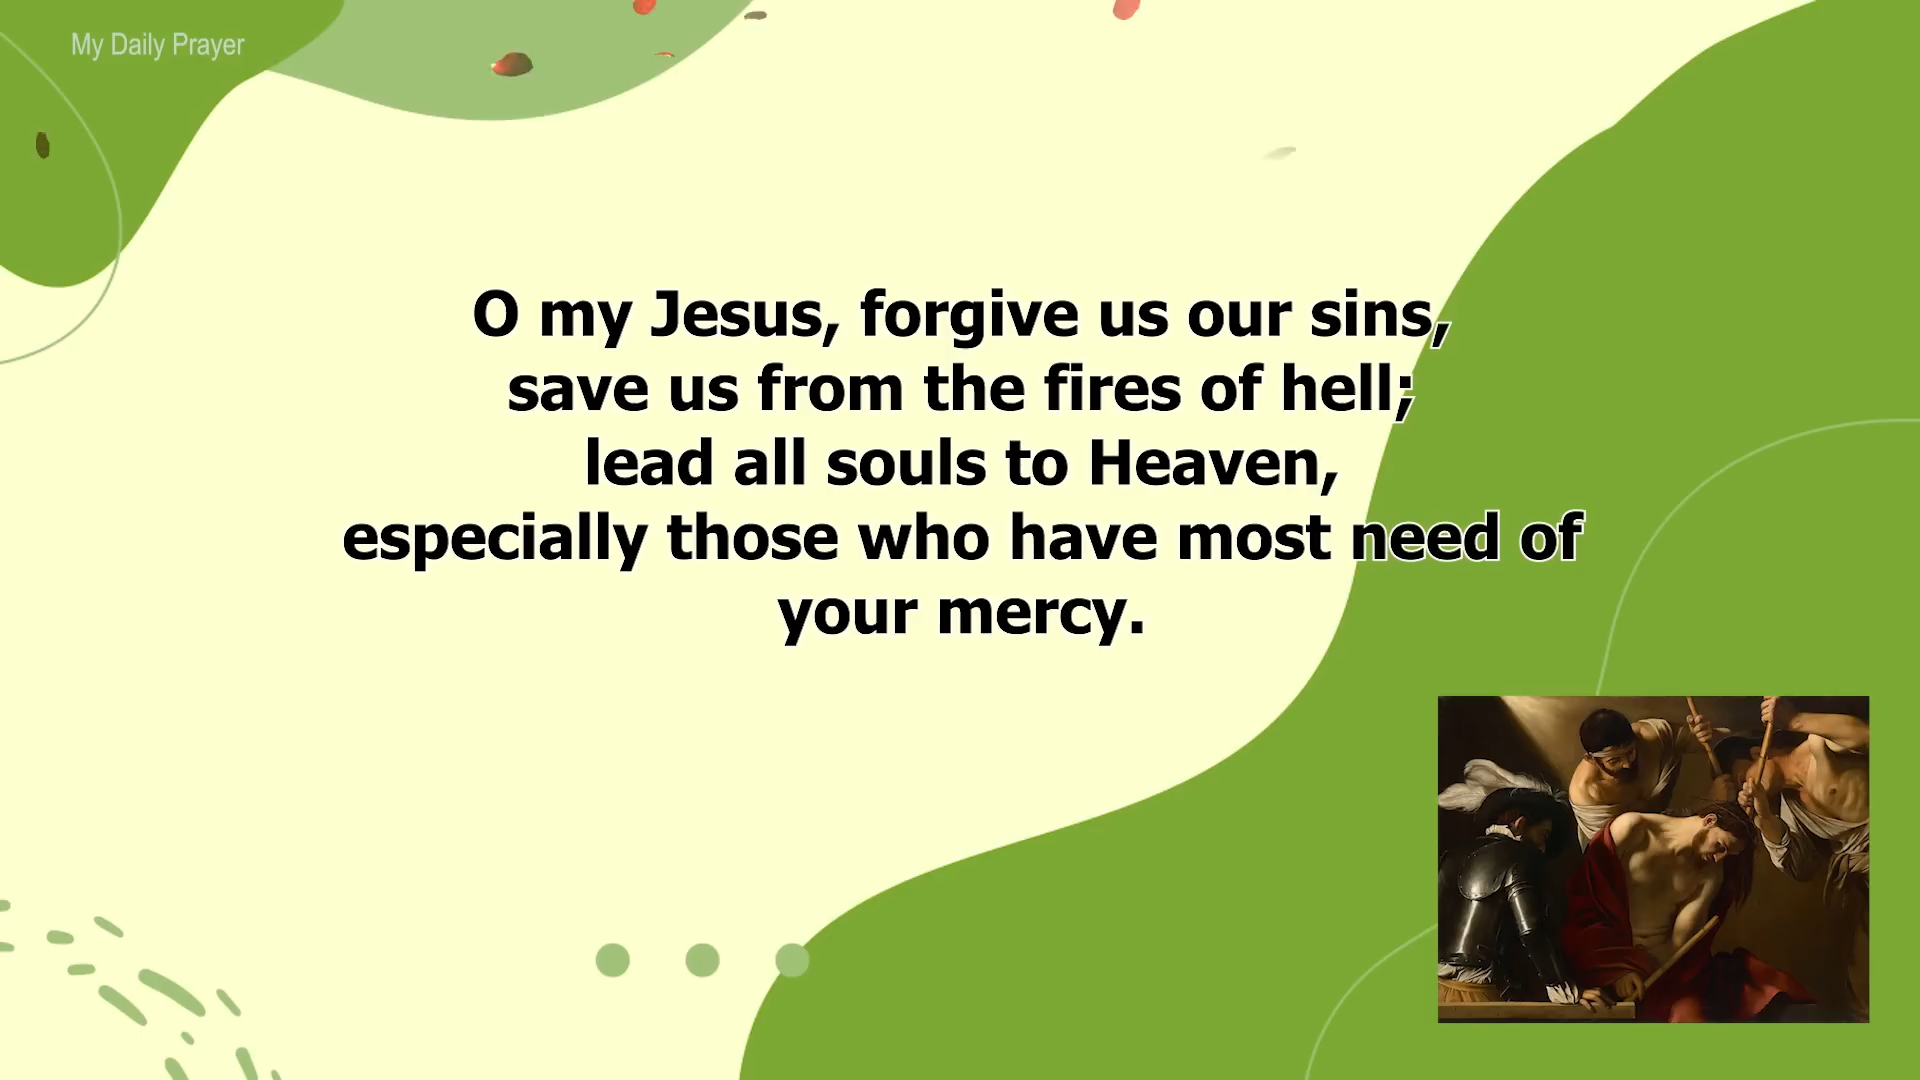 My Daily Prayer
O my Jesus, forgive us our sins,
save us from the fires of hell;
lead all souls to Heaven,
especially those who have most need of
your mercy.